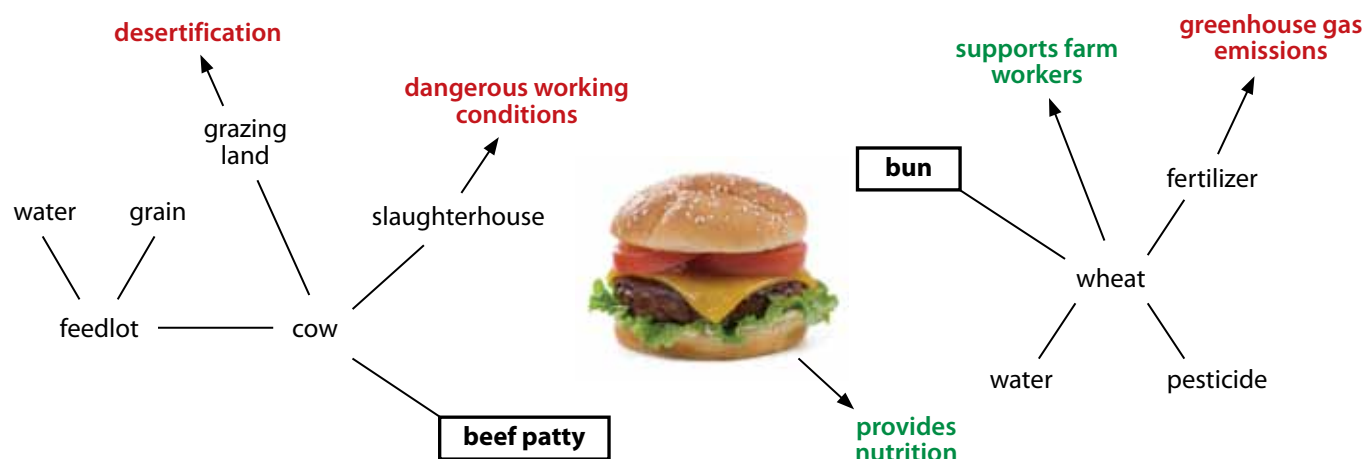 desertification
grazing
land
water
grain
feedlot
cow
dangerous working
conditions
slaughterhouse
beef patty
provides
nutrition
bun
supports farm
workers
greenhouse gas
emissions
fertilizer
wheat
water
pesticide